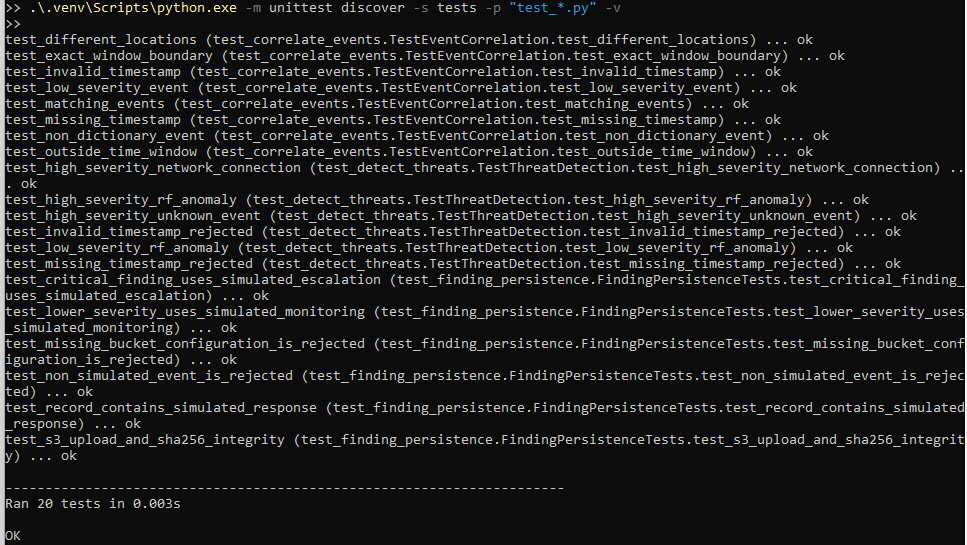 >> .\.venv\Scripts\python.exe -m unittest discover -s tests -p "test_*.py" -v
>>
test_different_locations (test_correlate_events.TestEventCorrelation.test_different_locations) ... ok
test_exact_window_boundary (test_correlate_events.TestEventCorrelation.test_exact_window_boundary) ... ok
test_invalid_timestamp (test_correlate_events.TestEventCorrelation.test_invalid_timestamp) ... ok
test_low_severity_event (test_correlate_events.TestEventCorrelation.test_low_severity_event) ... ok
test_matching_events (test_correlate_events.TestEventCorrelation.test_matching_events) ... ok
test_missing_timestamp (test_correlate_events.TestEventCorrelation.test_missing_timestamp) ... ok
test_non_dictionary_event (test_correlate_events.TestEventCorrelation.test_non_dictionary_event) ... ok
test_outside_time_window (test_correlate_events.TestEventCorrelation.test_outside_time_window) ... ok
test_high_severity_network_connection (test_detect_threats.TestThreatDetection.test_high_severity_network_connection) ..
. ok
test_high_severity_rf_anomaly (test_detect_threats.TestThreatDetection.test_high_severity_rf_anomaly) ... ok
test_high_severity_unknown_event (test_detect_threats.TestThreatDetection.test_high_severity_unknown_event) ... ok
test_invalid_timestamp_rejected (test_detect_threats.TestThreatDetection.test_invalid_timestamp_rejected) ... ok
test_low_severity_rf_anomaly (test_detect_threats.TestThreatDetection.test_low_severity_rf_anomaly) ... ok
test_missing_timestamp_rejected (test_detect_threats.TestThreatDetection.test_missing_timestamp_rejected) ... ok
test_critical_finding_uses_simulated_escalation (test_finding_persistence.FindingPersistenceTests.test_critical_finding_
uses_simulated_escalation) ... ok
test_lower_severity_uses_simulated_monitoring (test_finding_persistence.FindingPersistenceTests.test_lower_severity_uses
_simulated_monitoring) ... ok
test_missing_bucket_configuration_is_rejected (test_finding_persistence.FindingPersistenceTests.test_missing_bucket_conf
iguration_is_rejected) ... ok
test_non_simulated_event_is_rejected (test_finding_persistence.FindingPersistenceTests.test_non_simulated_event_is_rejec
ted) ... ok
test_record_contains_simulated_response (test_finding_persistence.FindingPersistenceTests.test_record_contains_simulated
_response) ... ok
test_s3_upload_and_sha256_integrity (test_finding_persistence.FindingPersistenceTests.test_s3_upload_and_sha256_integrit
y) ... ok

----------------------------------------------------------------------
Ran 20 tests in 0.003s

OK